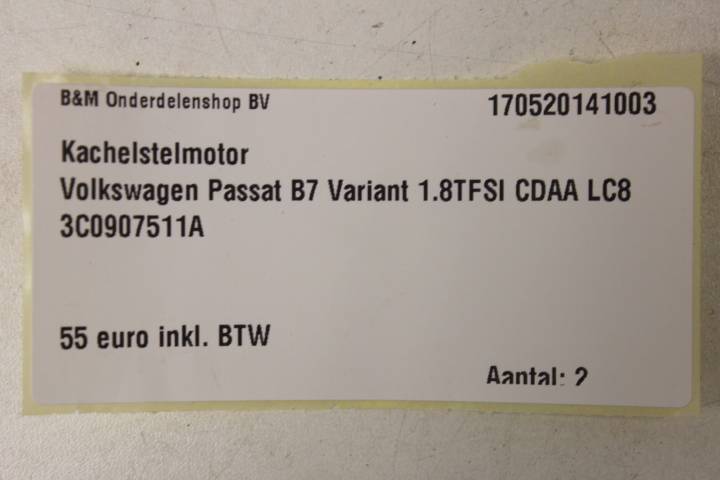 B&M Onderdelenshop BV 170520141003
Kachelstelmotor
Volkswagen Passat B7 Variant 1.8TFSI CDAA LC8
3C0907511A
55 euro inkl. BTW
Aantal: 2